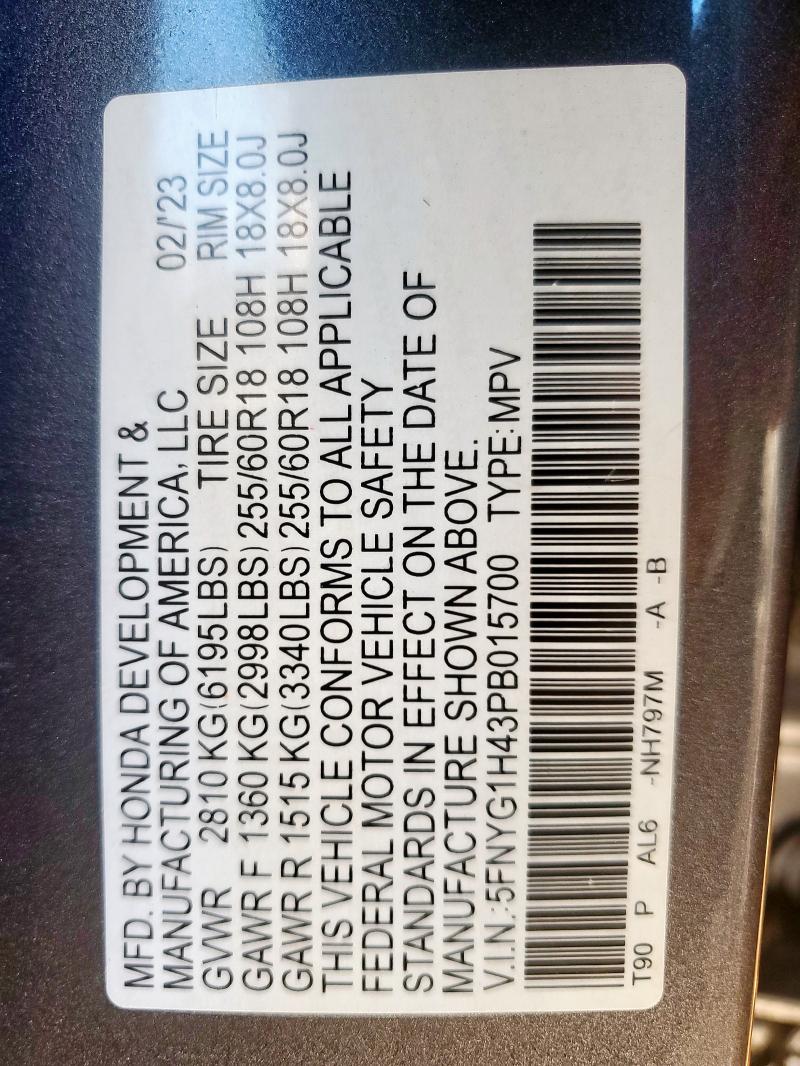 MFD. BY HONDA DEVELOPMENT &
MANUFACTURING OF AMERICA, LLC 02/'23
GVWR 2810 KG(6195LBS) TIRE SIZE RIM SIZE
GAWR F 1360 KG(2998LBS) 255/60R18 108H 18X8.0J
GAWR R 1515 KG(3340LBS) 255/60R18 108H 18X8.0J
THIS VEHICLE CONFORMS TO ALL APPLICABLE
FEDERAL MOTOR VEHICLE SAFETY
STANDARDS IN EFFECT ON THE DATE OF
MANUFACTURE SHOWN ABOVE.
V.I.N.:5FNYG1H43PB015700 TYPE:MPV
T90 P AL6 -NH797M -A -B